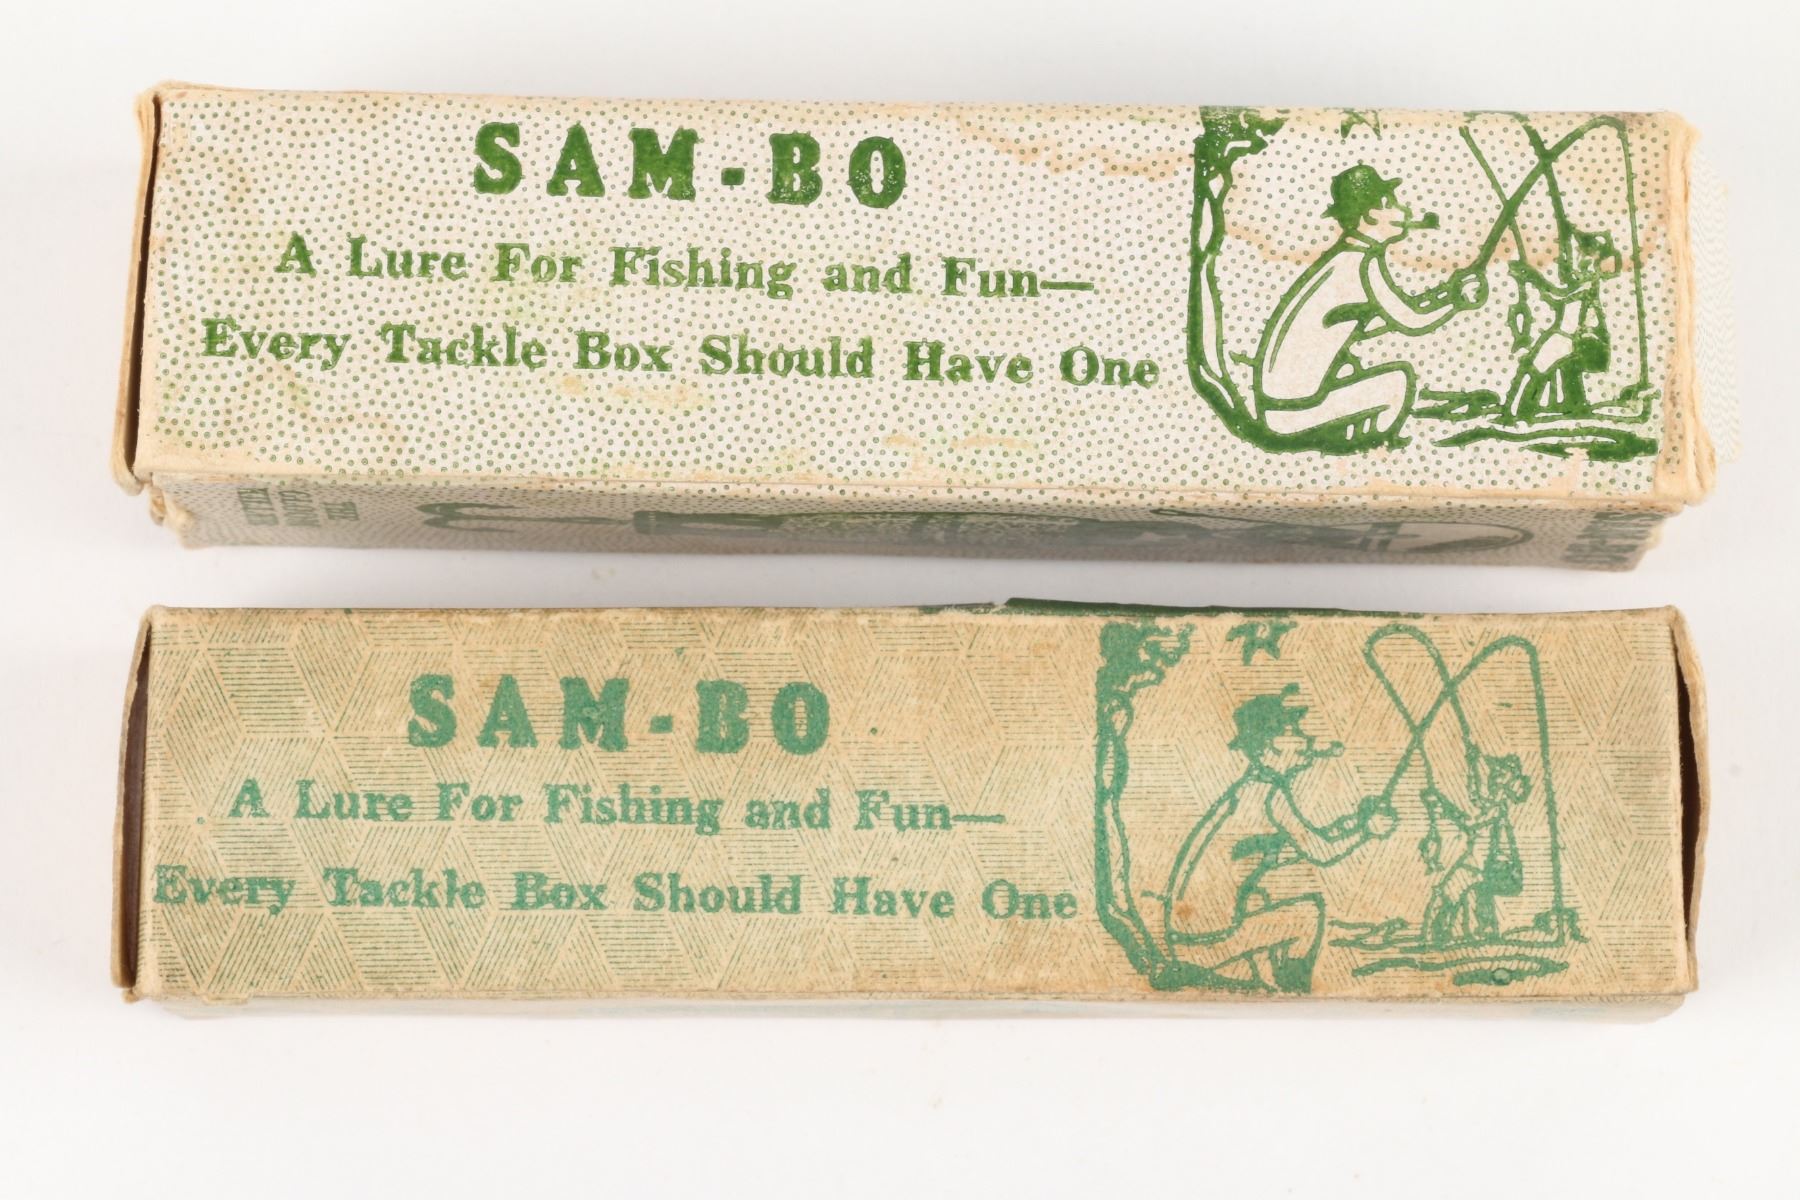 SAM-BO
A Lure For Fishing and Fun—
Every Tackle Box Should Have One
SAM-BO
A Lure For Fishing and Fun—
Every Tackle Box Should Have One